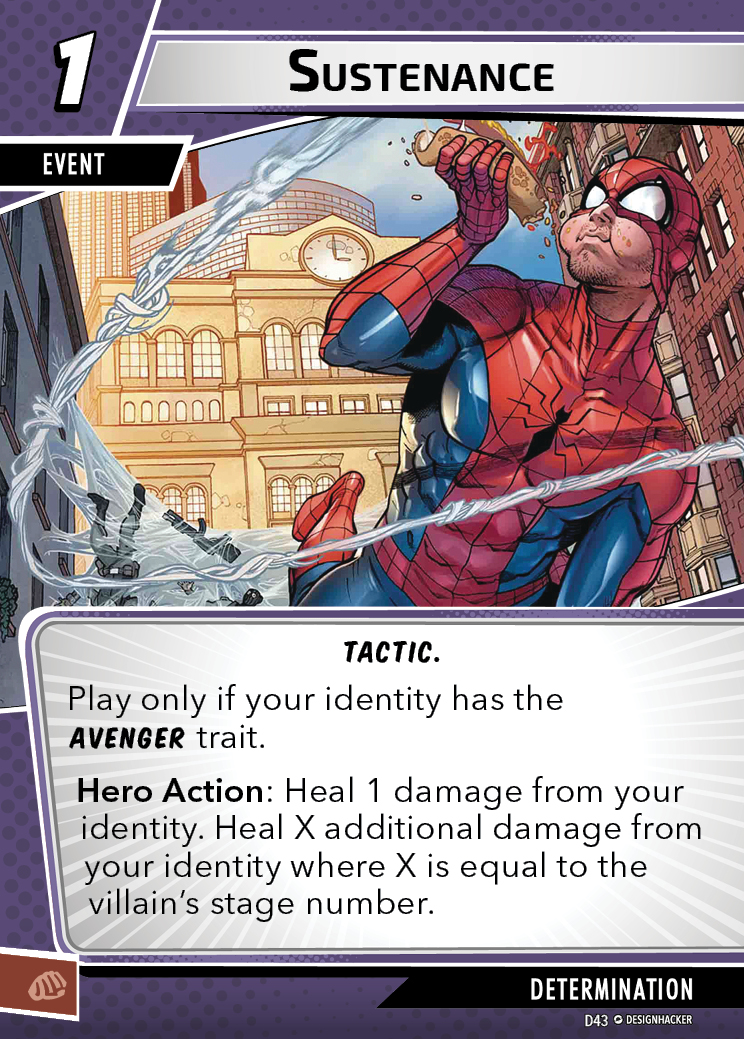 1
SUSTENANCE
EVENT
TACTIC.
Play only if your identity has the
AVENGER trait.
Hero Action: Heal 1 damage from your
identity. Heal X additional damage from
your identity where X is equal to the
villain’s stage number.
DETERMINATION
D43 DESIGNHACKER